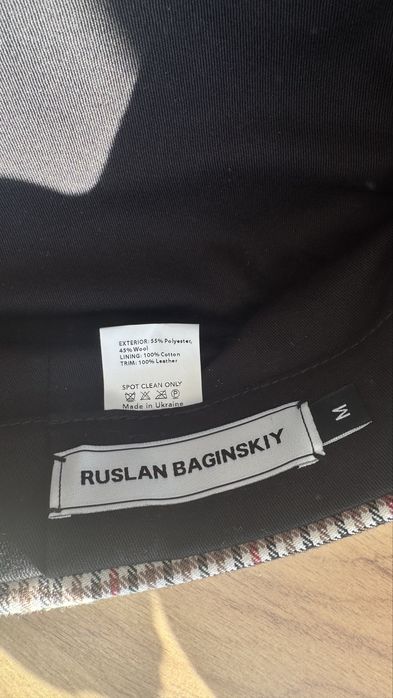 EXTERIOR: 55% Polyester,
45% Wool
LINING: 100% Cotton
TRIM: 100% Leather
SPOT CLEAN ONLY
Made in Ukraine
RUSLAN BAGINSKIY
M